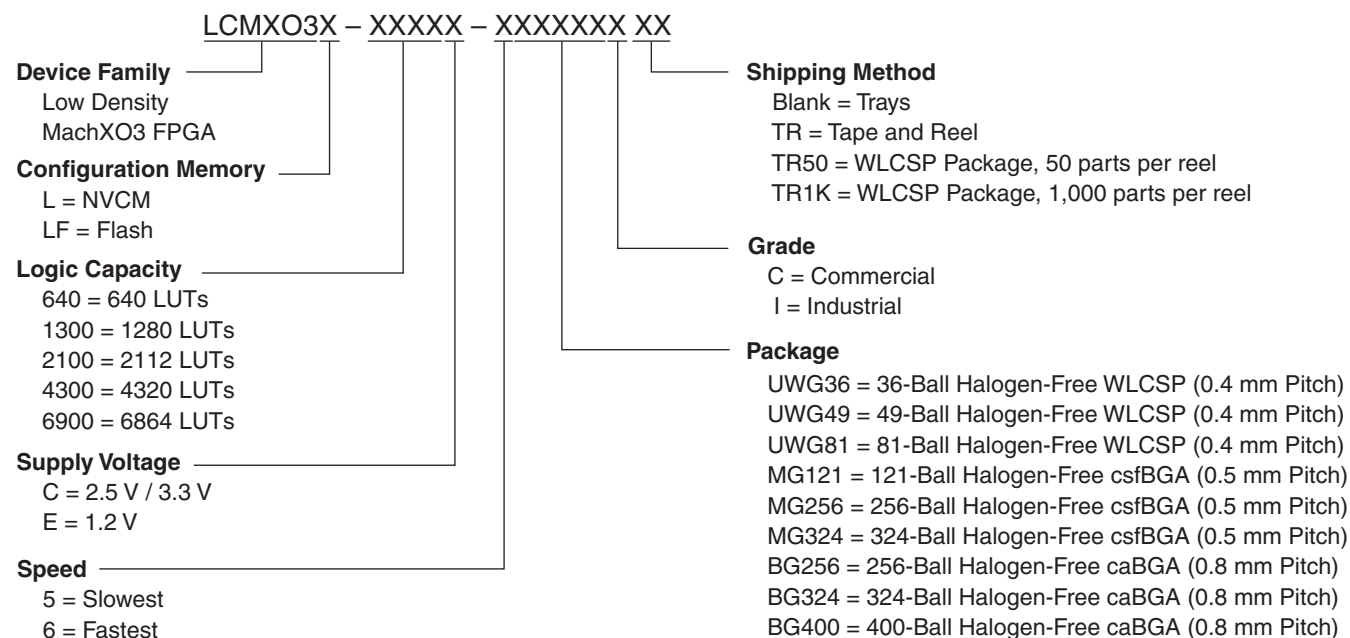 LCMXO3X – XXXXX – XXXXXXX XX
Device Family
Low Density
MachXO3 FPGA
Configuration Memory
L = NVCM
LF = Flash
Logic Capacity
640 = 640 LUTs
1300 = 1280 LUTs
2100 = 2112 LUTs
4300 = 4320 LUTs
6900 = 6864 LUTs
Supply Voltage
C = 2.5 V / 3.3 V
E = 1.2 V
Speed
5 = Slowest
6 = Fastest
Shipping Method
Blank = Trays
TR = Tape and Reel
TR50 = WLCSP Package, 50 parts per reel
TR1K = WLCSP Package, 1,000 parts per reel
Grade
C = Commercial
I = Industrial
Package
UWG36 = 36-Ball Halogen-Free WLCSP (0.4 mm Pitch)
UWG49 = 49-Ball Halogen-Free WLCSP (0.4 mm Pitch)
UWG81 = 81-Ball Halogen-Free WLCSP (0.4 mm Pitch)
MG121 = 121-Ball Halogen-Free csfBGA (0.5 mm Pitch)
MG256 = 256-Ball Halogen-Free csfBGA (0.5 mm Pitch)
MG324 = 324-Ball Halogen-Free csfBGA (0.5 mm Pitch)
BG256 = 256-Ball Halogen-Free caBGA (0.8 mm Pitch)
BG324 = 324-Ball Halogen-Free caBGA (0.8 mm Pitch)
BG400 = 400-Ball Halogen-Free caBGA (0.8 mm Pitch)